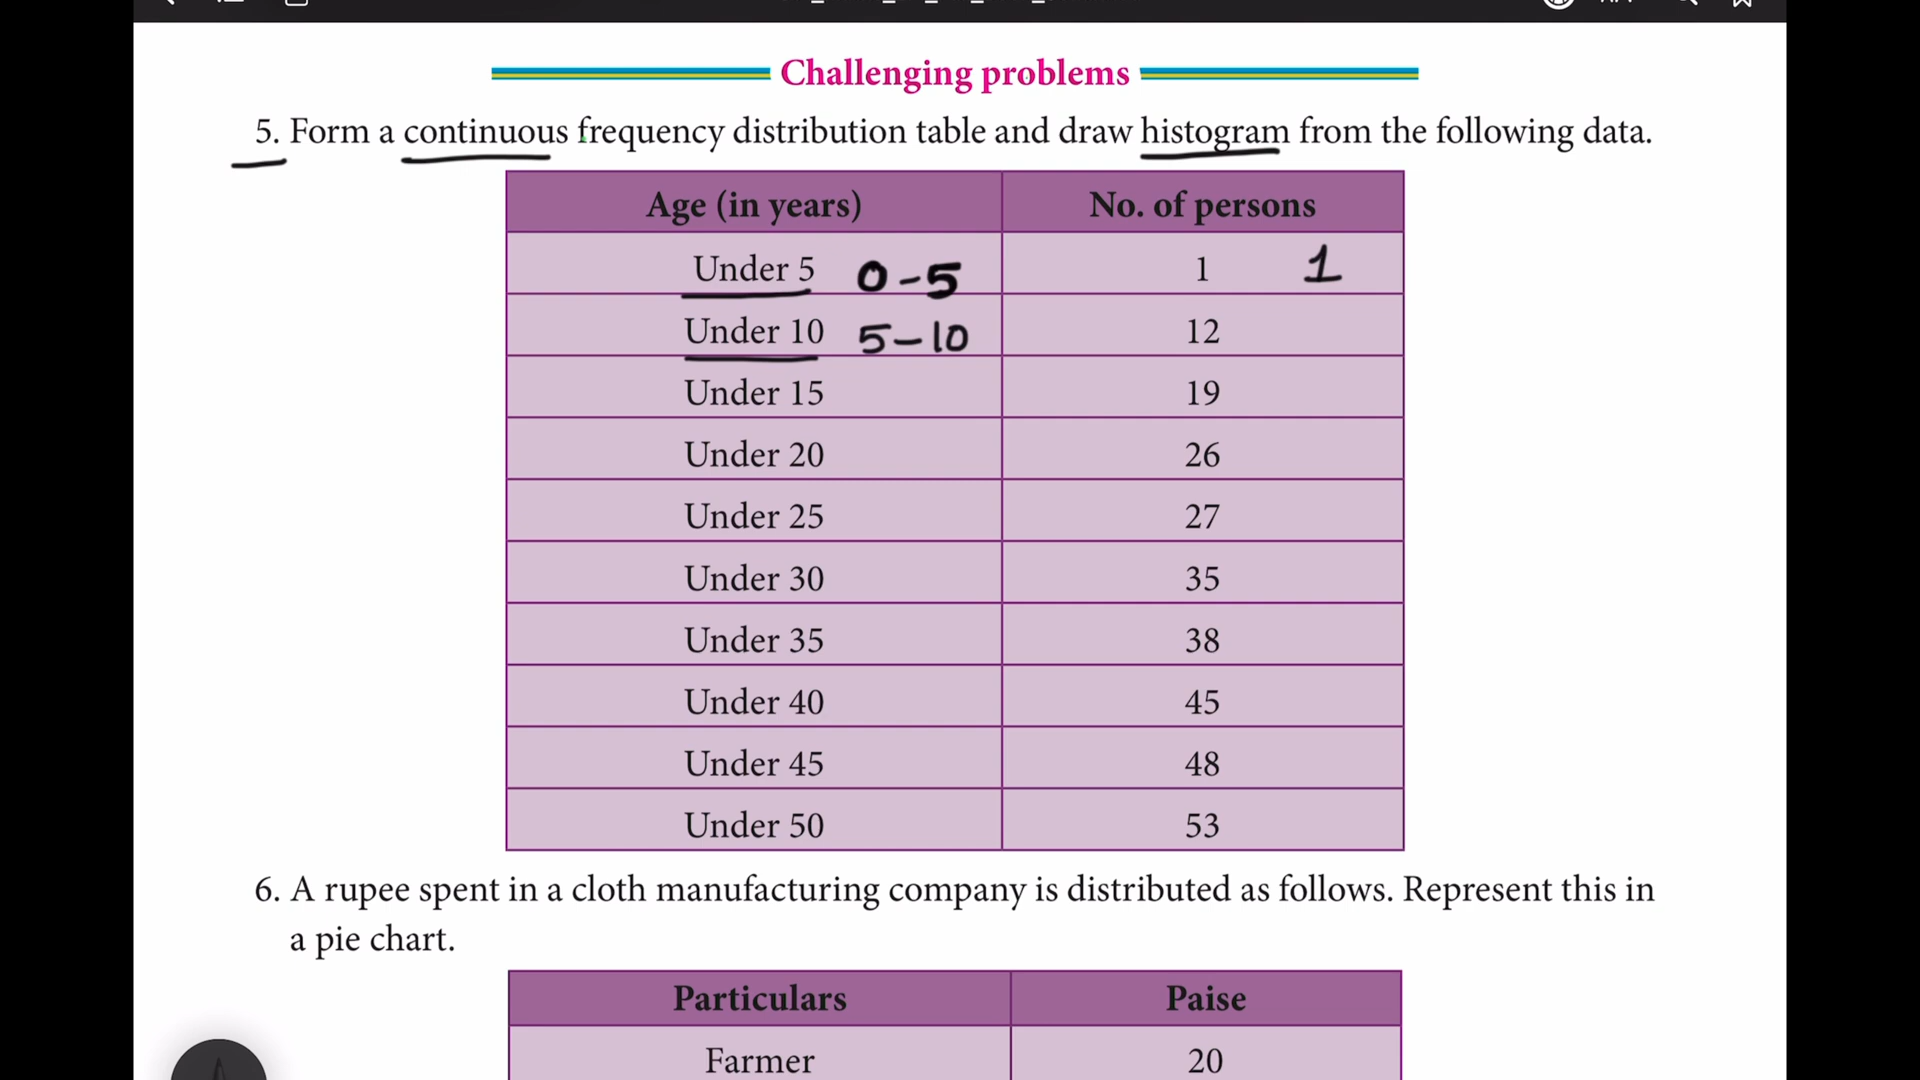 Challenging problems
5. Form a continuous frequency distribution table and draw histogram from the following data.
Age (in years) No. of persons
Under 5 0-5 1 1
Under 10 5-10 12
Under 15 19
Under 20 26
Under 25 27
Under 30 35
Under 35 38
Under 40 45
Under 45 48
Under 50 53
6. A rupee spent in a cloth manufacturing company is distributed as follows. Represent this in
a pie chart.
Particulars Paise
Farmer 20